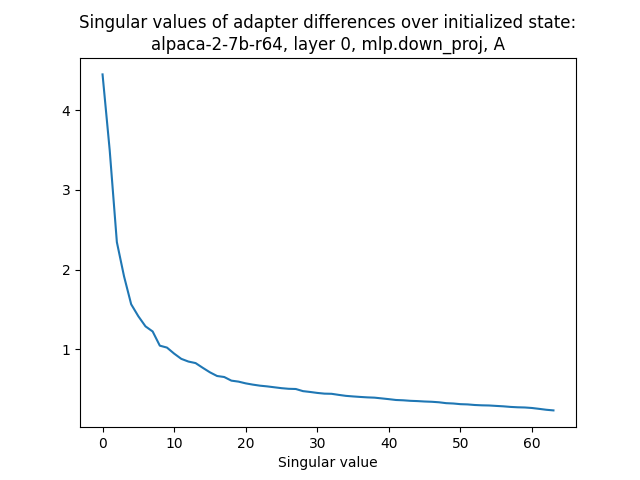 Singular values of adapter differences over initialized state:
alpaca-2-7b-r64, layer 0, mlp.down_proj, A
4
3
2
1
0 10 20 30 40 50 60
Singular value